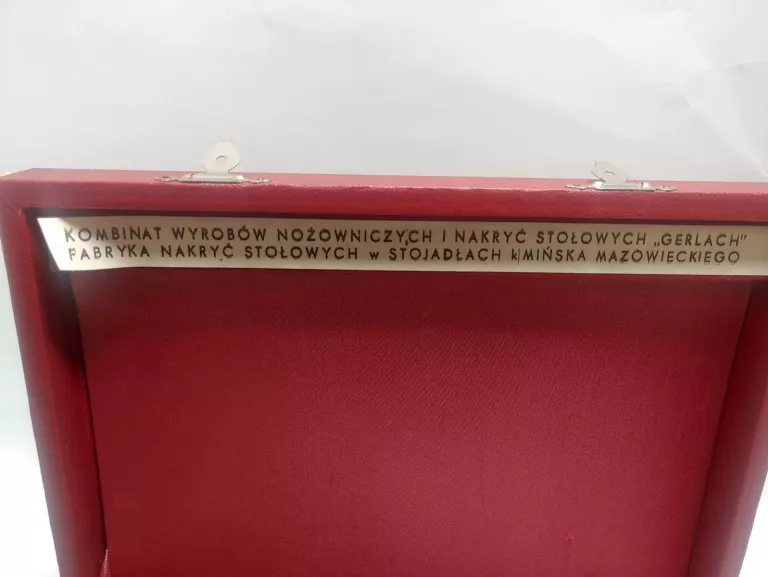 KOMBINAT WYROBÓW NOŻOWNICZYCH I NAKRYĆ STOŁOWYCH „GERLACH"
FABRYKA NAKRYĆ STOŁOWYCH w STOJADŁACH k/MIŃSKA MAZOWIECKIEGO